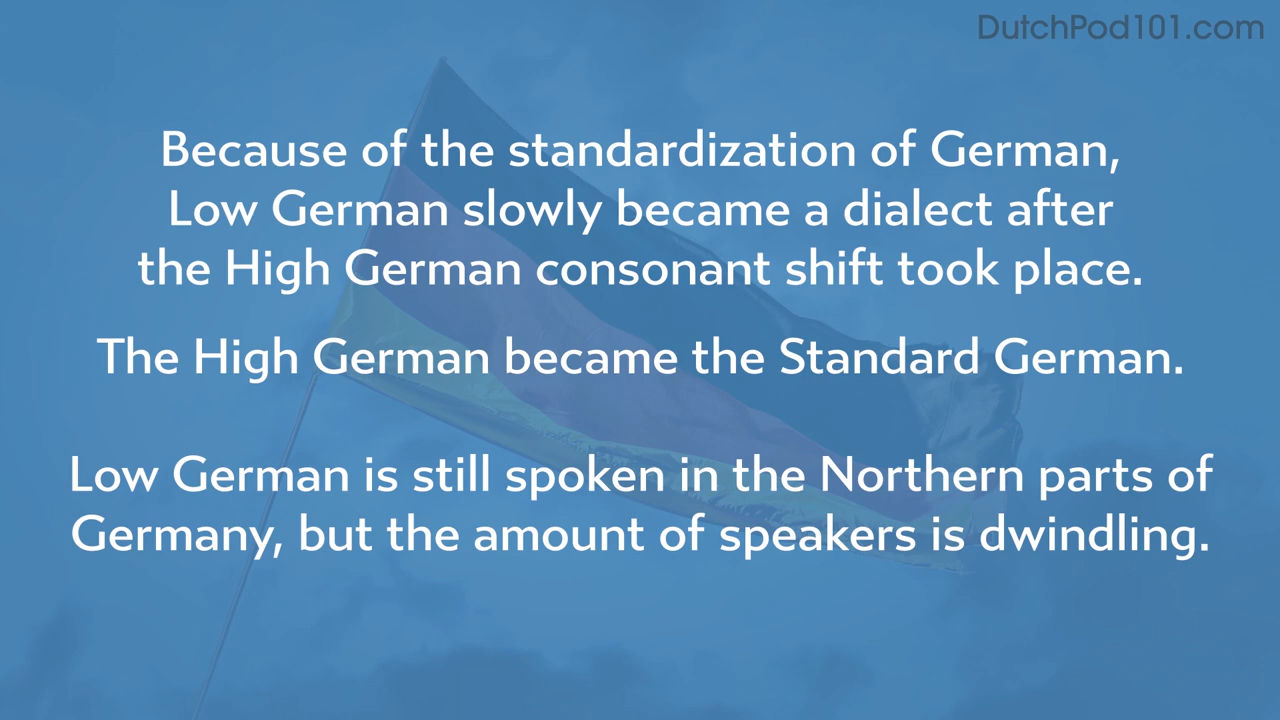 DutchPod101.com
Because of the standardization of German,
Low German slowly became a dialect after
the High German consonant shift took place.
The High German became the Standard German.
Low German is still spoken in the Northern parts of
Germany, but the amount of speakers is dwindling.